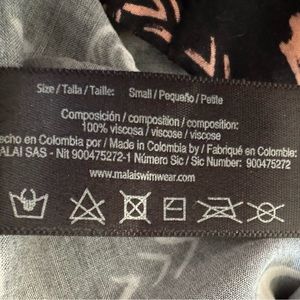 Size / Talla / Taille: Small / Pequeño / Petite
Composición / composition / composition:
100% viscosa / viscose / viscose
echo en Colombia por / Made in Colombia by / Fabriqué en Colombie:
ALAI SAS - Nit 900475272-1 Número Sic / Sic Number: 900475272
www.malaiswimwear.com